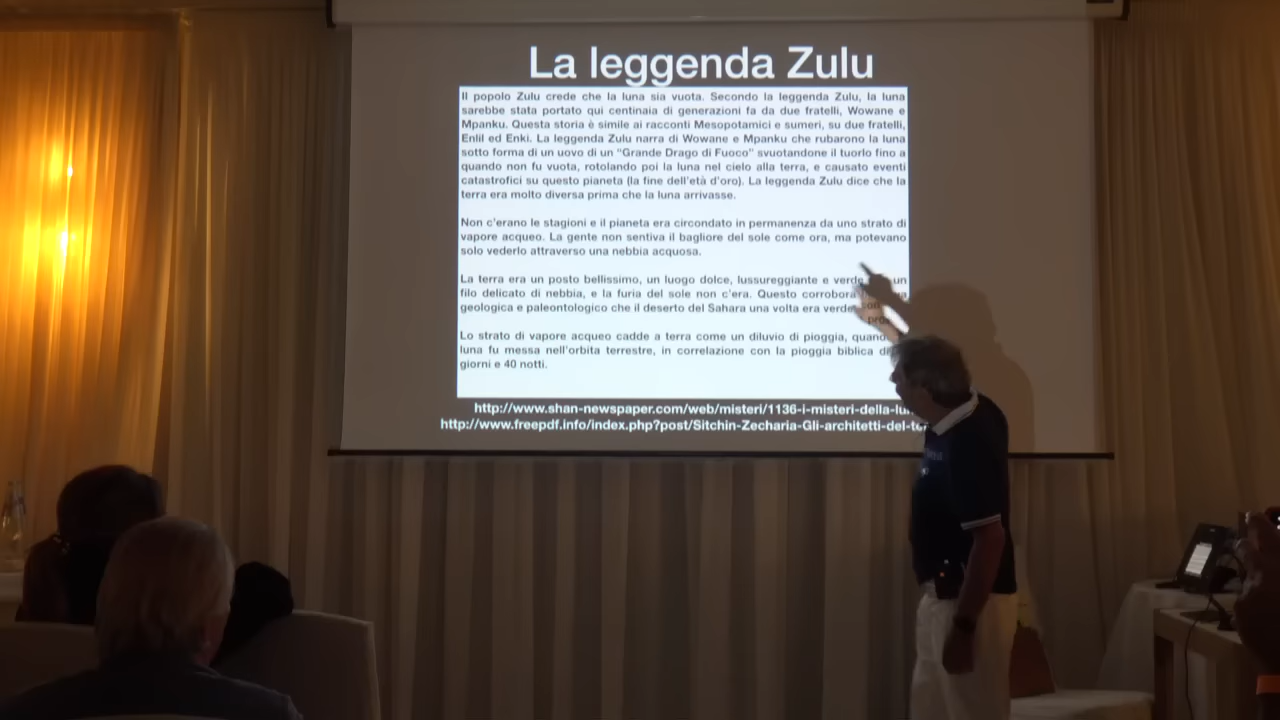 La leggenda Zulu
Il popolo Zulu crede che la luna sia vuota. Secondo la leggenda Zulu, la luna
sarebbe stata portato qui centinaia di generazioni fa da due fratelli, Wowane e
Mpanku. Questa storia è simile ai racconti Mesopotamici e sumeri, su due fratelli,
Enlil ed Enki. La leggenda Zulu narra di Wowane e Mpanku che rubarono la luna
sotto forma di un uovo di un "Grande Drago di Fuoco" svuotandone il tuorlo fino a
quando non fu vuota, rotolando poi la luna nel cielo alla terra, e causato eventi
catastrofici su questo pianeta (la fine dell'età d'oro). La leggenda Zulu dice che la
terra era molto diversa prima che la luna arrivasse.
Non c'erano le stagioni e il pianeta era circondato in permanenza da uno strato di
vapore acqueo. La gente non sentiva il bagliore del sole come ora, ma potevano
solo vederlo attraverso una nebbia acquosa.
La terra era un posto bellissimo, un luogo dolce, lussureggiante e verde un
filo delicato di nebbia, e la furia del sole non c'era. Questo corrobora
geologica e paleontologico che il deserto del Sahara una volta era verde
Lo strato di vapore acqueo cadde a terra come un diluvio di pioggia,
luna fu messa nell'orbita terrestre, in correlazione con la pioggia biblica
giorni e 40 notti.
http://www.shan-newspaper.com/web/misteri/1136-i-misteri-della-lu
http://www.freepdf.info/index.php?post/Sitchin-Zecharia-Gli-architetti-del-te